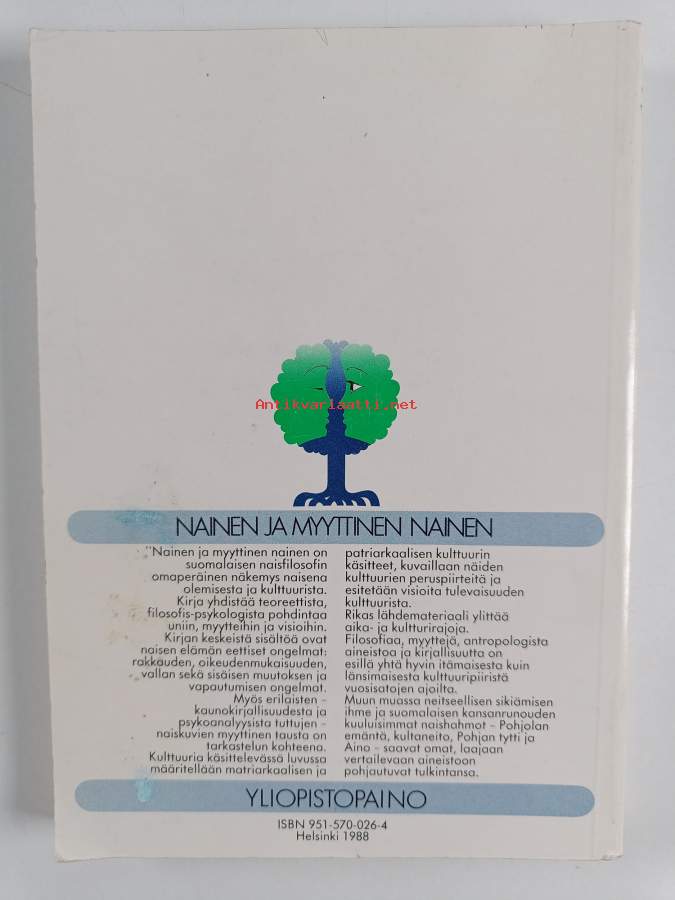 Antikvariaatti.net
NAINEN JA MYYTTINEN NAINEN
"Nainen ja myyttinen nainen on
suomalaisen naisfilosofin
omaperäinen näkemys naisena
olemisesta ja kulttuurista.
Kirja yhdistää teoreettista,
filosofis-psykologista pohdintaa
uniin, myytteihin ja visioihin.
Kirjan keskeistä sisältöä ovat
naisen elämän eettiset ongelmat:
rakkauden, oikeudenmukaisuuden,
vallan sekä sisäisen muutoksen ja
vapautumisen ongelmat.
Myös erilaisten –
kaunokirjallisuudesta ja
psykoanalyysista tuttujen –
naiskuvien myyttinen tausta on
tarkastelun kohteena.
Kulttuuria käsittelevässä luvussa
määritellään matriarkaalisen ja
patriarkaalisen kulttuurin
käsitteet, kuvaillaan näiden
kulttuurien peruspiirteitä ja
esitetään visioita tulevaisuuden
kulttuurista.
Rikas lähdemateriaali ylittää
aika- ja kultturirajoja.
Filosofiaa, myyttejä, antropologista
aineistoa ja kirjallisuutta on
esillä yhtä hyvin itämaisesta kuin
länsimaisesta kulttuuripiiristä
vuosisatojen ajoilta.
Muun muassa neitseellisen sikiämisen
ihme ja suomalaisen kansanrunouden
kuuluisimmat naishahmot – Pohjolan
emäntä, kultaneito, Pohjan tytti ja
Aino – saavat omat, laajaan
vertailevaan aineistoon
pohjautuvat tulkintansa.
YLIOPISTOPAINO
ISBN 951-570-026-4
Helsinki 1988